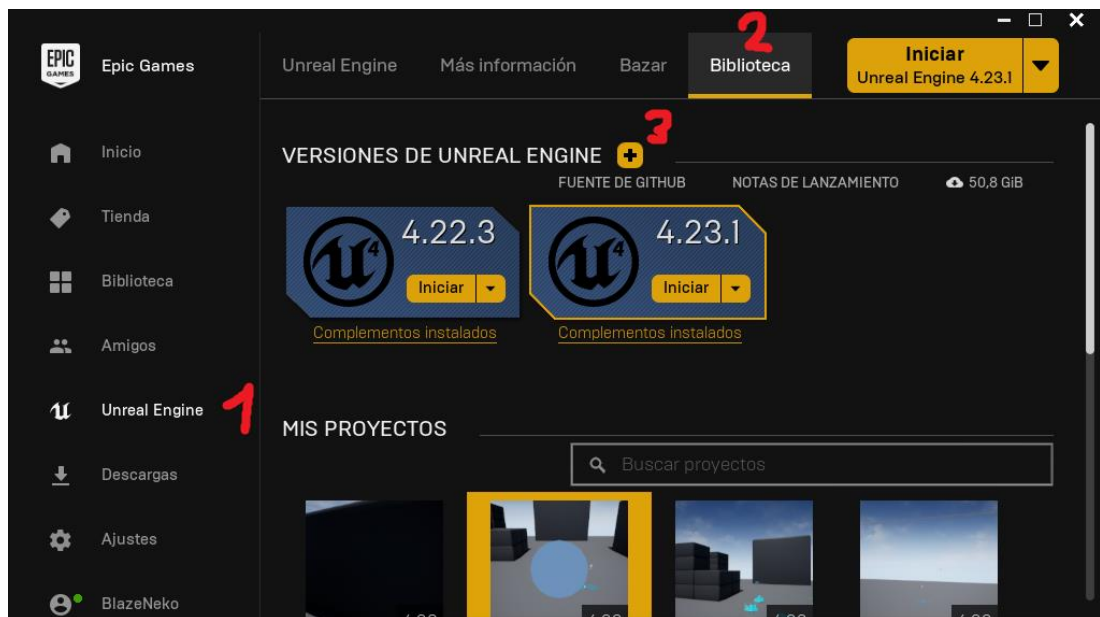 EPIC GAMES
Epic Games
Unreal Engine
Más información
Bazar
2
Biblioteca
Iniciar
Unreal Engine 4.23.1
Inicio
Tienda
Biblioteca
Amigos
Unreal Engine 1
Descargas
Ajustes
BlazeNeko
VERSIONES DE UNREAL ENGINE + 3
FUENTE DE GITHUB
NOTAS DE LANZAMIENTO
50,8 GiB
4
4.22.3
Iniciar
Complementos instalados
4
4.23.1
Iniciar
Complementos instalados
MIS PROYECTOS
Buscar proyectos